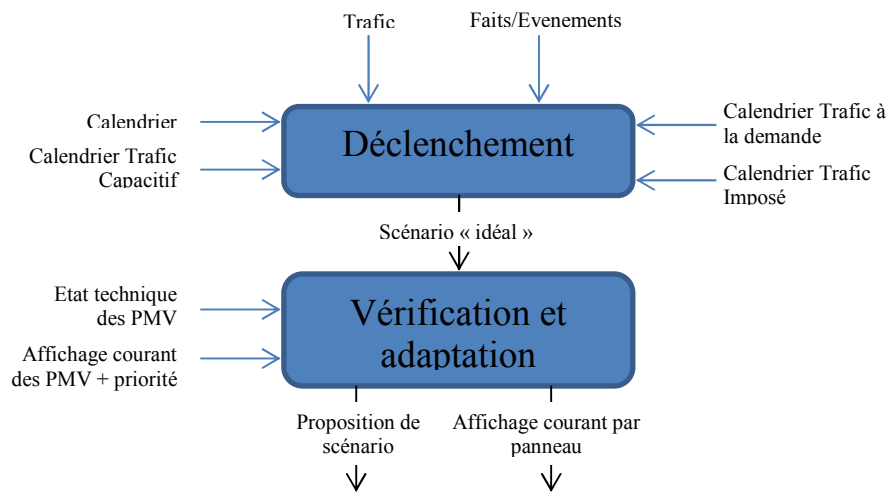 Trafic
Faits/Evenements
Calendrier
Calendrier Trafic
Capacitif
Déclenchement
Calendrier Trafic à
la demande
Calendrier Trafic
Imposé
Scénario « idéal »
Etat technique
des PMV
Affichage courant
des PMV + priorité
Vérification et
adaptation
Proposition de
scénario
Affichage courant par
panneau